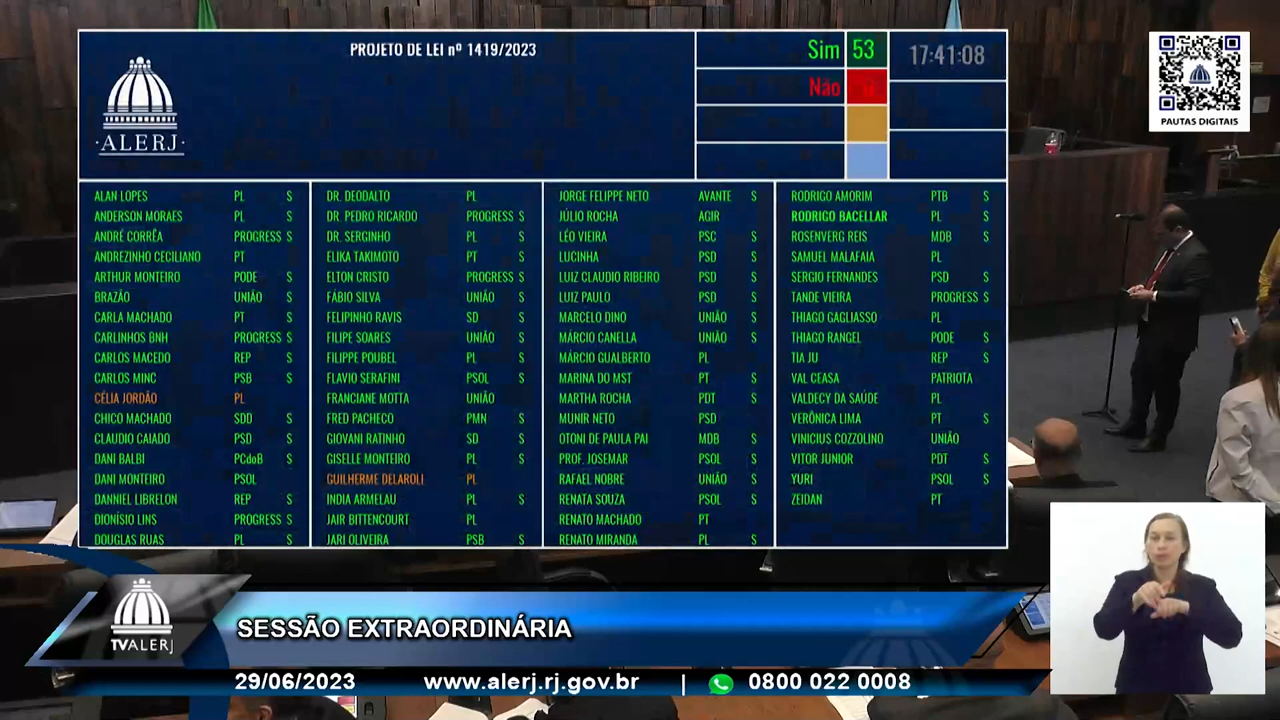 PROJETO DE LEI nº 1419/2023
Sim 53
Não
17:41:08
·ALERJ·
PAUTAS DIGITAIS
ALAN LOPES PL S
ANDERSON MORAES PL S
ANDRÉ CORRÊA PROGRESS S
ANDREZINHO CECILIANO PT
ARTHUR MONTEIRO PODE S
BRAZÃO UNIÃO S
CARLA MACHADO PT S
CARLINHOS BNH PROGRESS S
CARLOS MACEDO REP S
CARLOS MINC PSB S
CÉLIA JORDÃO PL
CHICO MACHADO SDD S
CLAUDIO CAIADO PSD S
DANI BALBI PCdoB S
DANI MONTEIRO PSOL
DANNIEL LIBRELON REP S
DIONÍSIO LINS PROGRESS S
DOUGLAS RUAS PL S
DR. DEODALTO PL
DR. PEDRO RICARDO PROGRESS S
DR. SERGINHO PL S
ELIKA TAKIMOTO PT S
ELTON CRISTO PROGRESS S
FÁBIO SILVA UNIÃO S
FELIPINHO RAVIS SD S
FILIPE SOARES UNIÃO S
FILIPPE POUBEL PL S
FLAVIO SERAFINI PSOL S
FRANCIANE MOTTA UNIÃO
FRED PACHECO PMN S
GIOVANI RATINHO SD S
GISELLE MONTEIRO PL S
GUILHERME DELAROLI PL
INDIA ARMELAU PL S
JAIR BITTENCOURT PL
JARI OLIVEIRA PSB S
JORGE FELIPPE NETO AVANTE S
JÚLIO ROCHA AGIR
LÉO VIEIRA PSC S
LUCINHA PSD S
LUIZ CLAUDIO RIBEIRO PSD S
LUIZ PAULO PSD S
MARCELO DINO UNIÃO S
MÁRCIO CANELLA UNIÃO S
MÁRCIO GUALBERTO PL
MARINA DO MST PT S
MARTHA ROCHA PDT S
MUNIR NETO PSD
OTONI DE PAULA PAI MDB S
PROF. JOSEMAR PSOL S
RAFAEL NOBRE UNIÃO S
RENATA SOUZA PSOL S
RENATO MACHADO PT
RENATO MIRANDA PL S
RODRIGO AMORIM PTB S
RODRIGO BACELLAR PL S
ROSENVERG REIS MDB S
SAMUEL MALAFAIA PL
SERGIO FERNANDES PSD S
TANDE VIEIRA PROGRESS S
THIAGO GAGLIASSO PL
THIAGO RANGEL PODE S
TIA JU REP S
VAL CEASA PATRIOTA
VALDECY DA SAÚDE PL
VERÔNICA LIMA PT S
VINICIUS COZZOLINO UNIÃO
VITOR JUNIOR PDT S
YURI PSOL S
ZEIDAN PT
TVALERJ
SESSÃO EXTRAORDINÁRIA
29/06/2023 www.alerj.rj.gov.br | 0800 022 0008